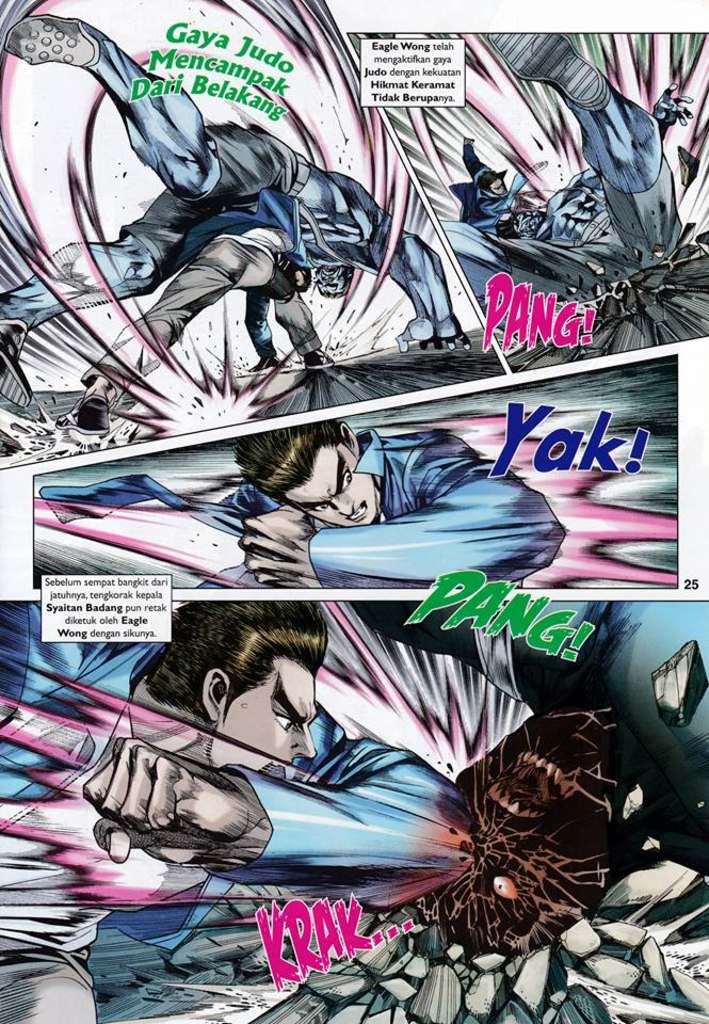 Gaya Judo
Mencampak
Dari Belakang
Eagle Wong telah
mengaktifkan gaya
Judo dengan kekuatan
Hikmat Keramat
Tidak Berupanya.
PANG!
Yak!
25
Sebelum sempat bangkit dari
jatuhnya, tengkorak kepala
Syaitan Badang pun retak
diketuk oleh Eagle
Wong dengan sikunya.
PANG!
KRAK...